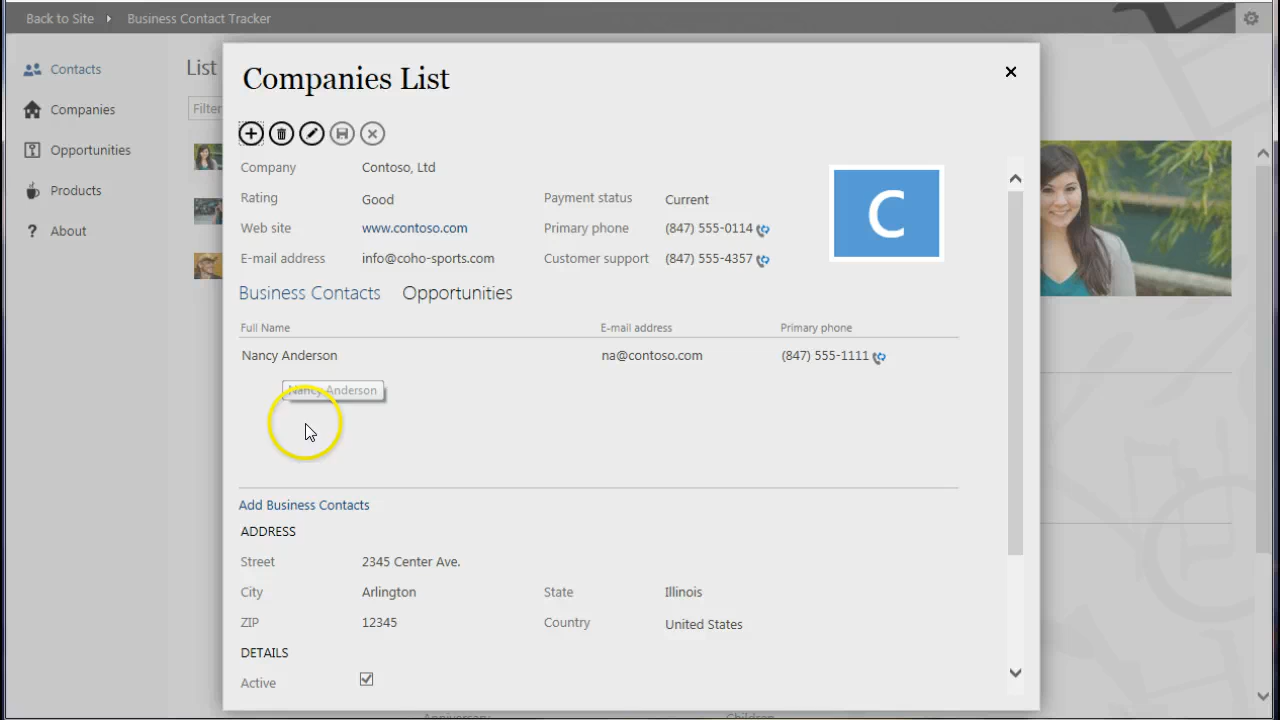 Back to Site ▸ Business Contact Tracker
Contacts
Companies
Opportunities
Products
? About
List
Filter
Companies List
Company Contoso, Ltd
Rating Good Payment status Current
Web site www.contoso.com Primary phone (847) 555-0114
E-mail address info@coho-sports.com Customer support (847) 555-4357
C
Business Contacts Opportunities
Full Name E-mail address Primary phone
Nancy Anderson na@contoso.com (847) 555-1111
Nancy Anderson
Add Business Contacts
ADDRESS
Street 2345 Center Ave.
City Arlington State Illinois
ZIP 12345 Country United States
DETAILS
Active
Anniversary Children